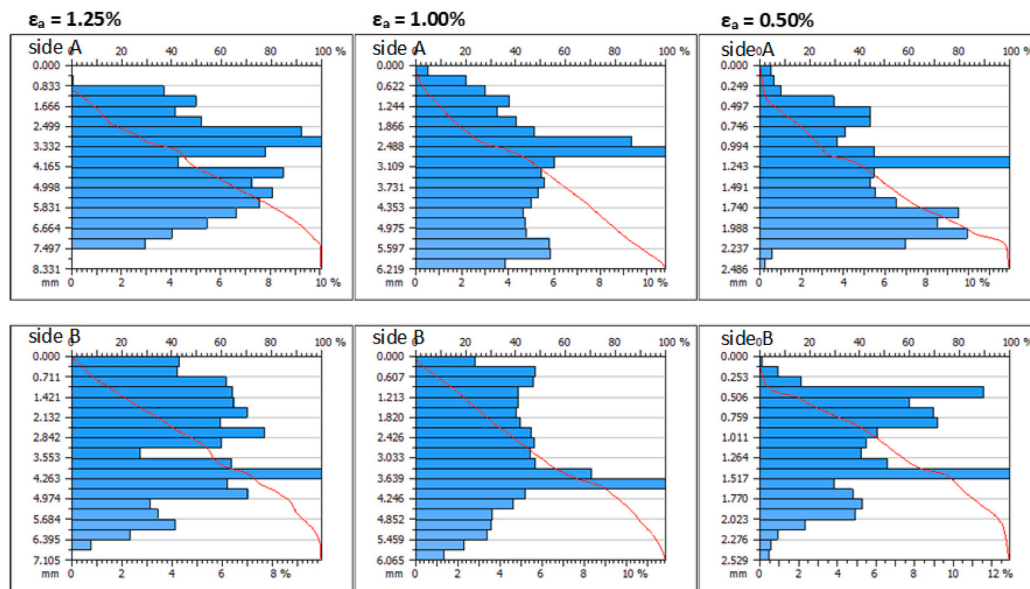 εa = 1.25% εa = 1.00% εa = 0.50%
side A side A side A
0 20 40 60 80 100 % 0 20 40 60 80 100 % 0 20 40 60 80 100 %
0.000 0.000 0.000
0.833 0.622 0.249
1.666 1.244 0.497
2.499 1.866 0.746
3.332 2.488 0.994
4.165 3.109 1.243
4.998 3.731 1.491
5.831 4.353 1.740
6.664 4.975 1.988
7.497 5.597 2.237
8.331 6.219 2.486
mm 0 2 4 6 8 10 % mm 0 2 4 6 8 10 % mm 0 2 4 6 8 10 %
side B side B side B
0 20 40 60 80 100 % 0 20 40 60 80 100 % 0 20 40 60 80 100 %
0.000 0.000 0.000
0.711 0.607 0.253
1.421 1.213 0.506
2.132 1.820 0.759
2.842 2.426 1.011
3.553 3.033 1.264
4.263 3.639 1.517
4.974 4.246 1.770
5.684 4.852 2.023
6.395 5.459 2.276
7.105 6.065 2.529
mm 0 2 4 6 8 % mm 0 2 4 6 8 10 % mm 0 2 4 6 8 10 12 %